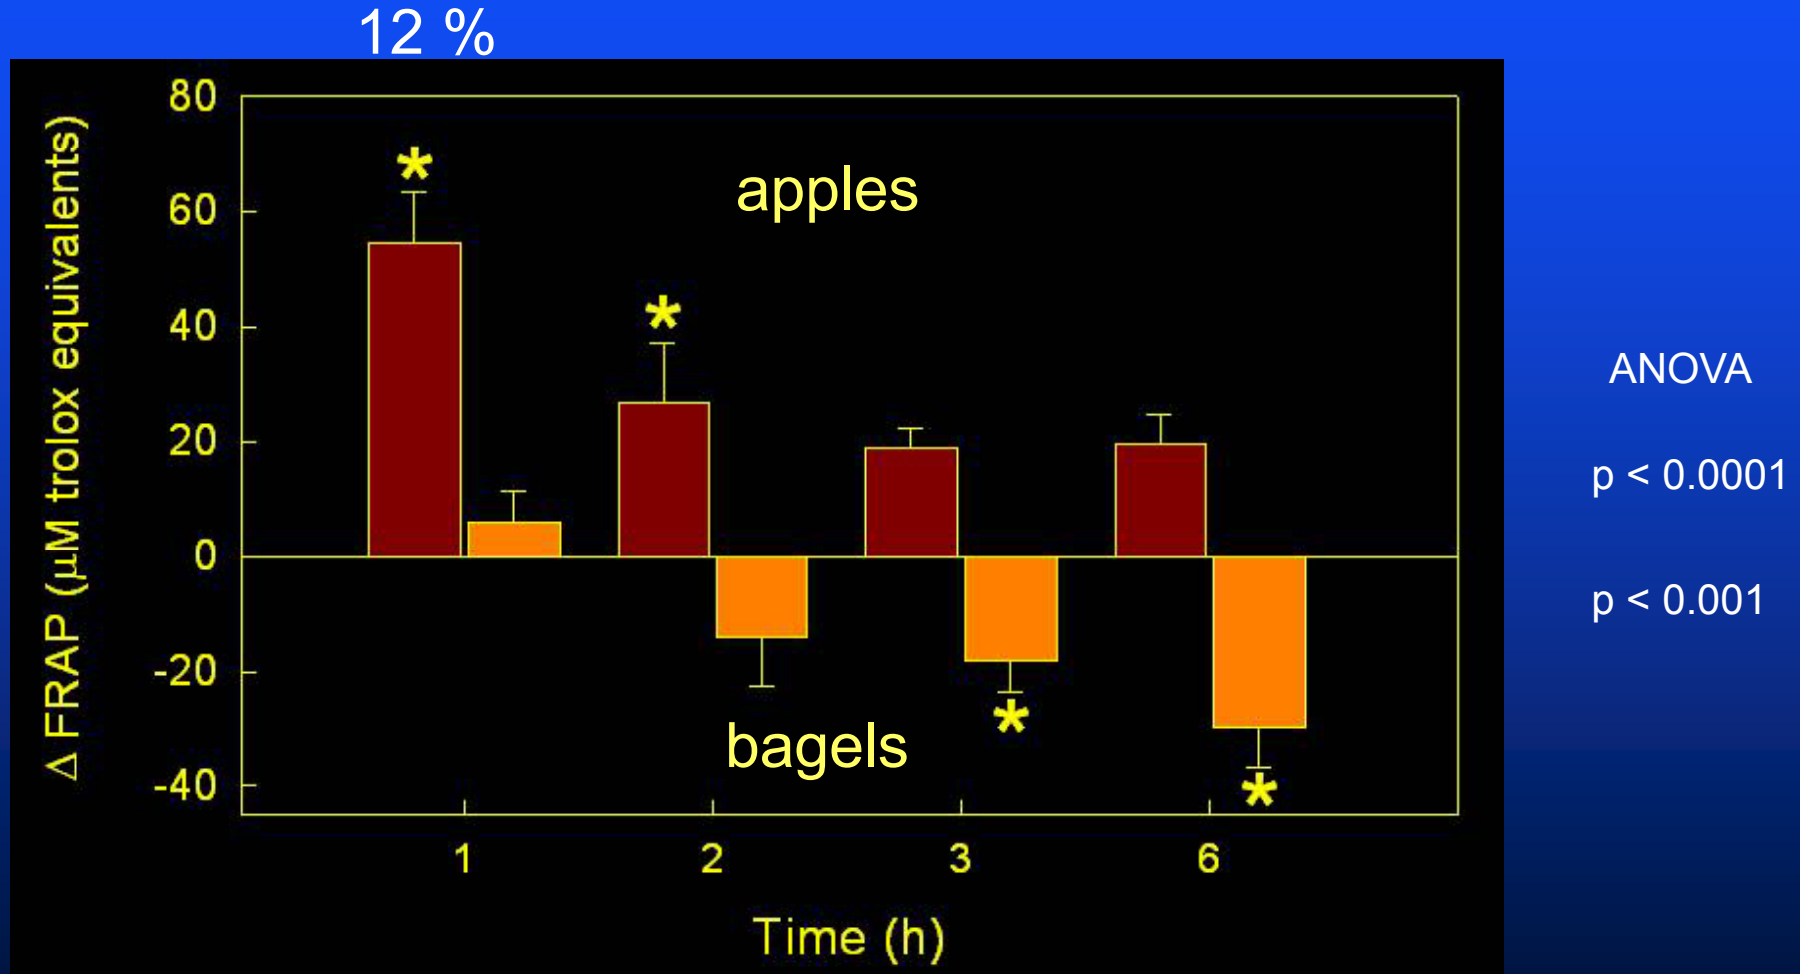 12 %
Δ FRAP (μM trolox equivalents)
80
60
40
20
0
-20
-40
*
*
apples
bagels
*
*
1 2 3 6
Time (h)
ANOVA
p < 0.0001
p < 0.001